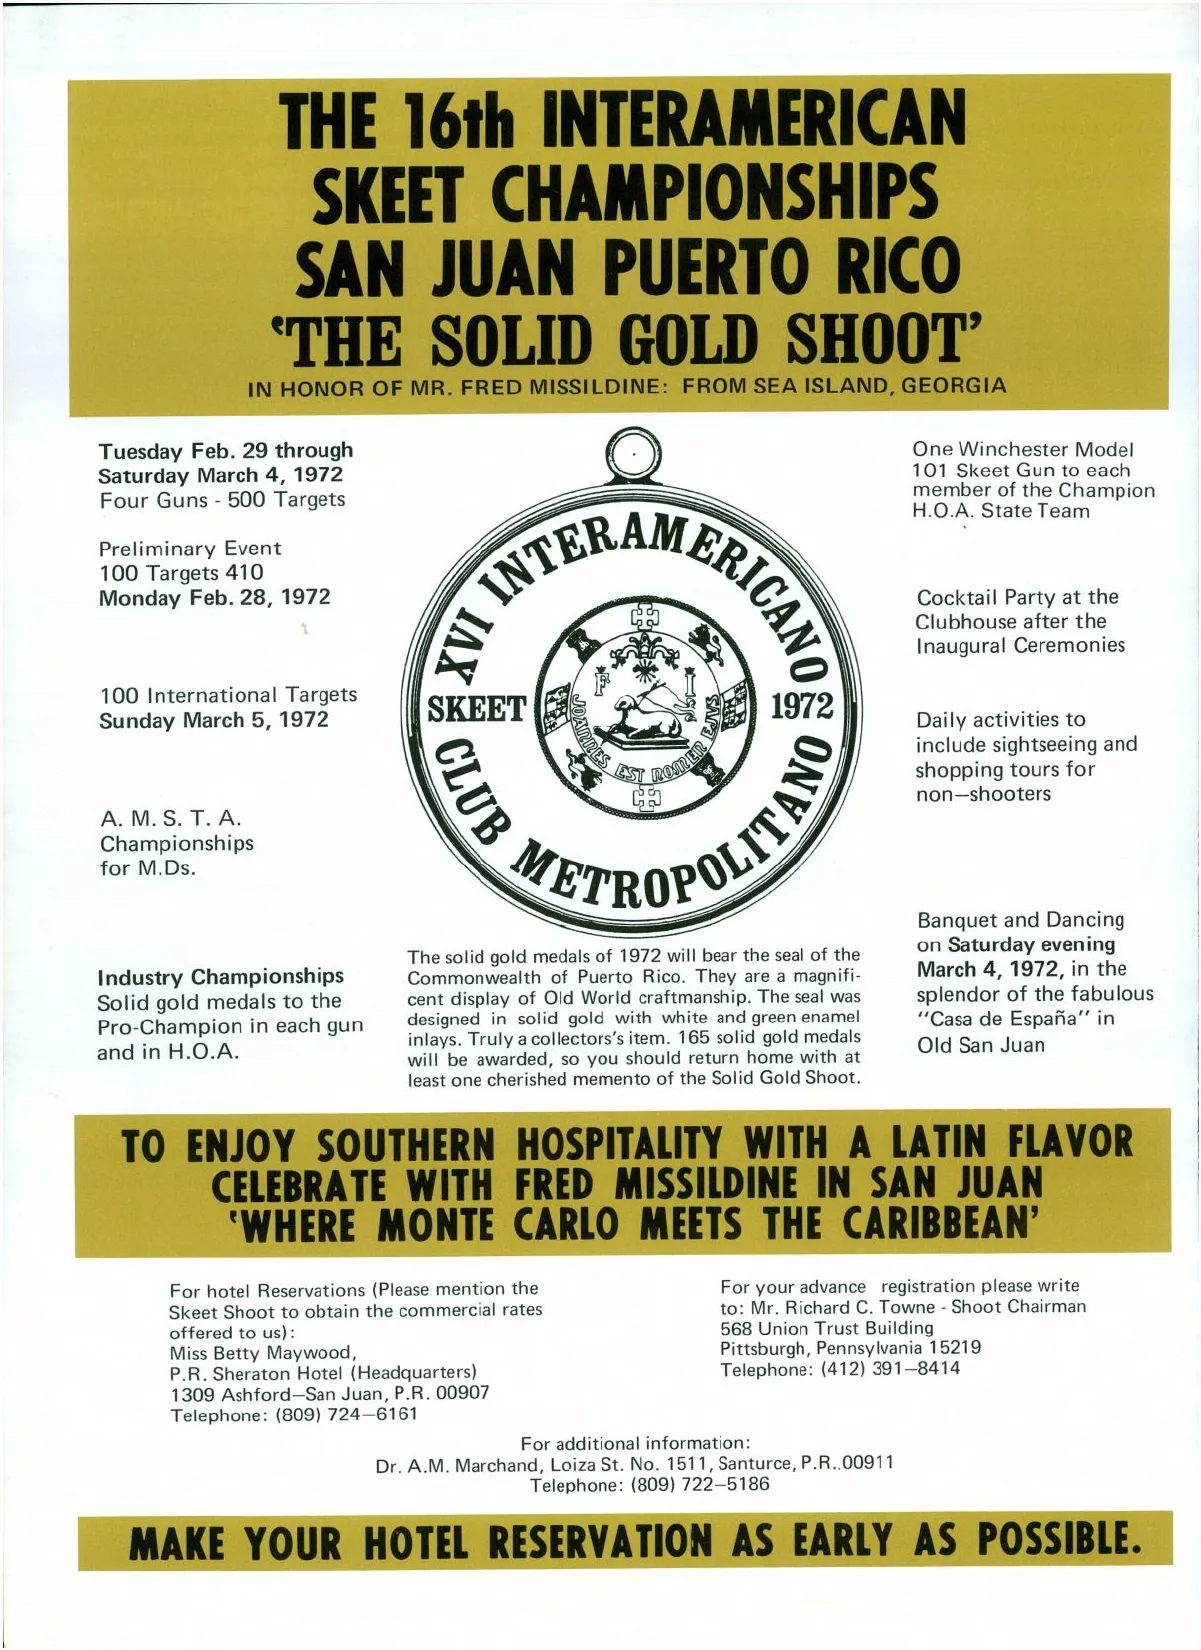 THE 16th INTERAMERICAN
SKEET CHAMPIONSHIPS
SAN JUAN PUERTO RICO
‘THE SOLID GOLD SHOOT’
IN HONOR OF MR. FRED MISSILDINE: FROM SEA ISLAND, GEORGIA
Tuesday Feb. 29 through
Saturday March 4, 1972
Four Guns - 500 Targets
Preliminary Event
100 Targets 410
Monday Feb. 28, 1972
100 International Targets
Sunday March 5, 1972
A. M. S. T. A.
Championships
for M.Ds.
Industry Championships
Solid gold medals to the
Pro-Champion in each gun
and in H.O.A.
XVI INTERAMERICANO
SKEET 1972
CLUB METROPOLITANO
F I
JOANNES EST NOMEN EJUS
The solid gold medals of 1972 will bear the seal of the
Commonwealth of Puerto Rico. They are a magnifi-
cent display of Old World craftmanship. The seal was
designed in solid gold with white and green enamel
inlays. Truly a collectors's item. 165 solid gold medals
will be awarded, so you should return home with at
least one cherished memento of the Solid Gold Shoot.
One Winchester Model
101 Skeet Gun to each
member of the Champion
H.O.A. State Team
Cocktail Party at the
Clubhouse after the
Inaugural Ceremonies
Daily activities to
include sightseeing and
shopping tours for
non—shooters
Banquet and Dancing
on Saturday evening
March 4, 1972, in the
splendor of the fabulous
"Casa de España" in
Old San Juan
TO ENJOY SOUTHERN HOSPITALITY WITH A LATIN FLAVOR
CELEBRATE WITH FRED MISSILDINE IN SAN JUAN
‘WHERE MONTE CARLO MEETS THE CARIBBEAN’
For hotel Reservations (Please mention the
Skeet Shoot to obtain the commercial rates
offered to us):
Miss Betty Maywood,
P.R. Sheraton Hotel (Headquarters)
1309 Ashford—San Juan, P.R. 00907
Telephone: (809) 724—6161
For your advance registration please write
to: Mr. Richard C. Towne - Shoot Chairman
568 Union Trust Building
Pittsburgh, Pennsylvania 15219
Telephone: (412) 391—8414
For additional information:
Dr. A.M. Marchand, Loiza St. No. 1511, Santurce, P.R..00911
Telephone: (809) 722—5186
MAKE YOUR HOTEL RESERVATION AS EARLY AS POSSIBLE.